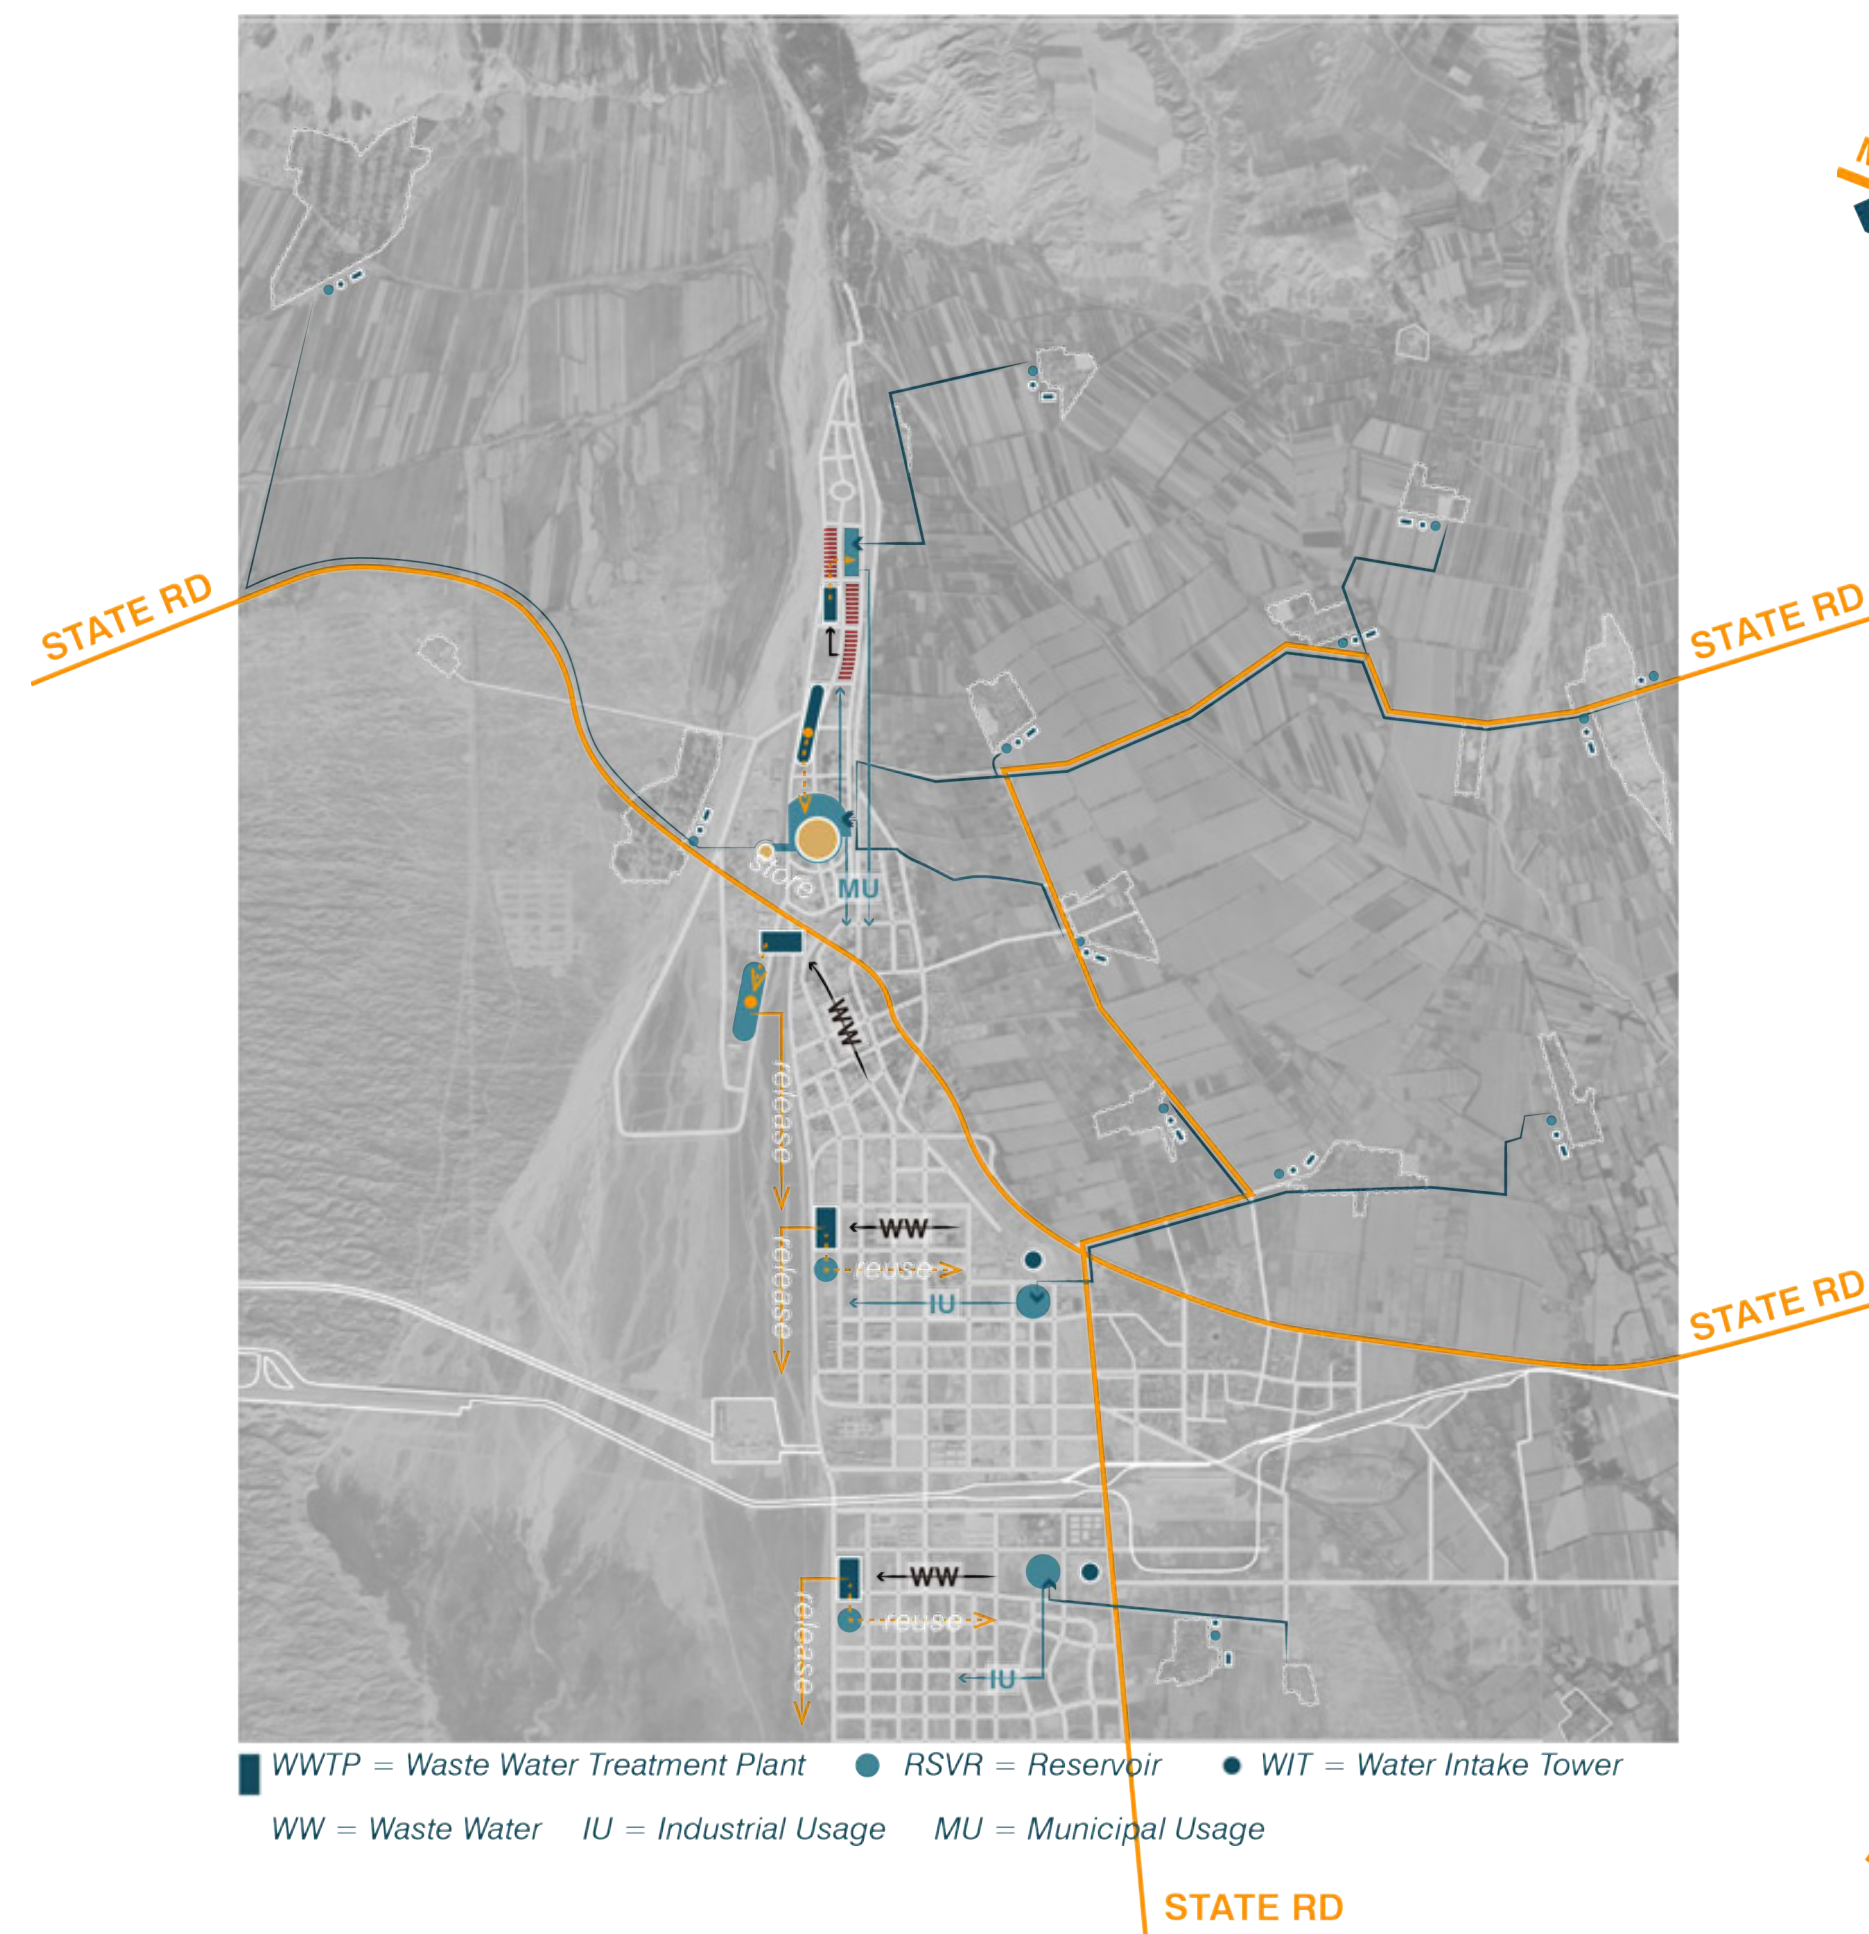 STATE RD
STATE RD
store
MU
WW
release
WW
reuse
release
IU
STATE RD
WW
reuse
release
IU
WWTP = Waste Water Treatment Plant RSVR = Reservoir WIT = Water Intake Tower
WW = Waste Water IU = Industrial Usage MU = Municipal Usage
STATE RD